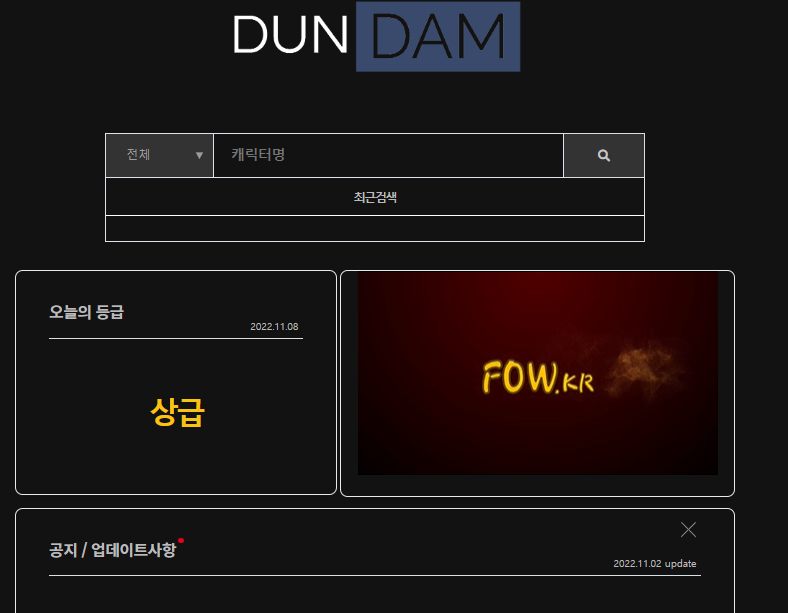 DUN DAM
전체 ▼ 캐릭터명
최근검색
오늘의 등급
2022.11.08
상급
FOW.KR
공지 / 업데이트사항
2022.11.02 update